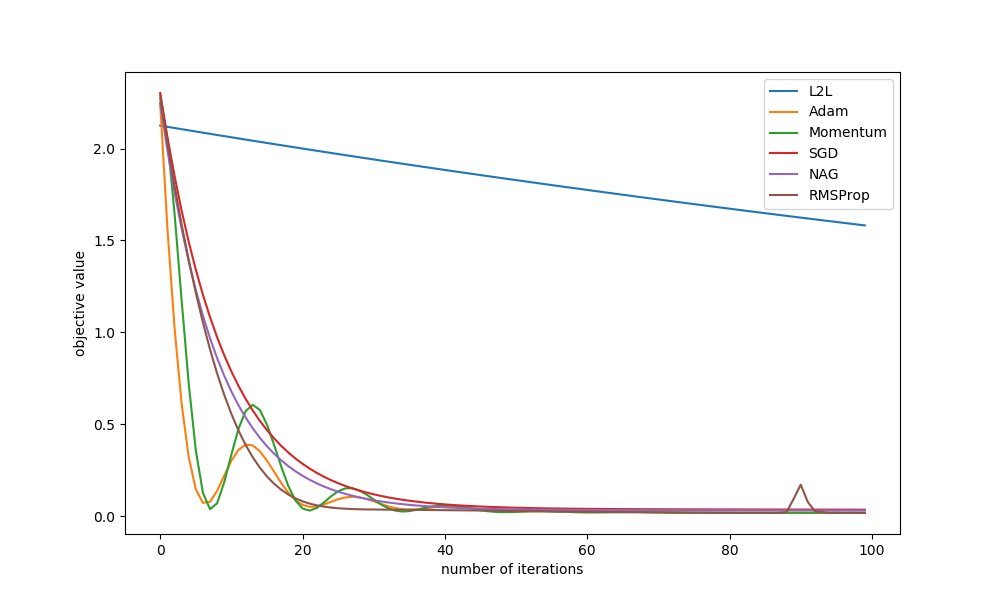 L2L
Adam
Momentum
SGD
NAG
RMSProp
2.0
1.5
1.0
0.5
0.0
objective value
0 20 40 60 80 100
number of iterations